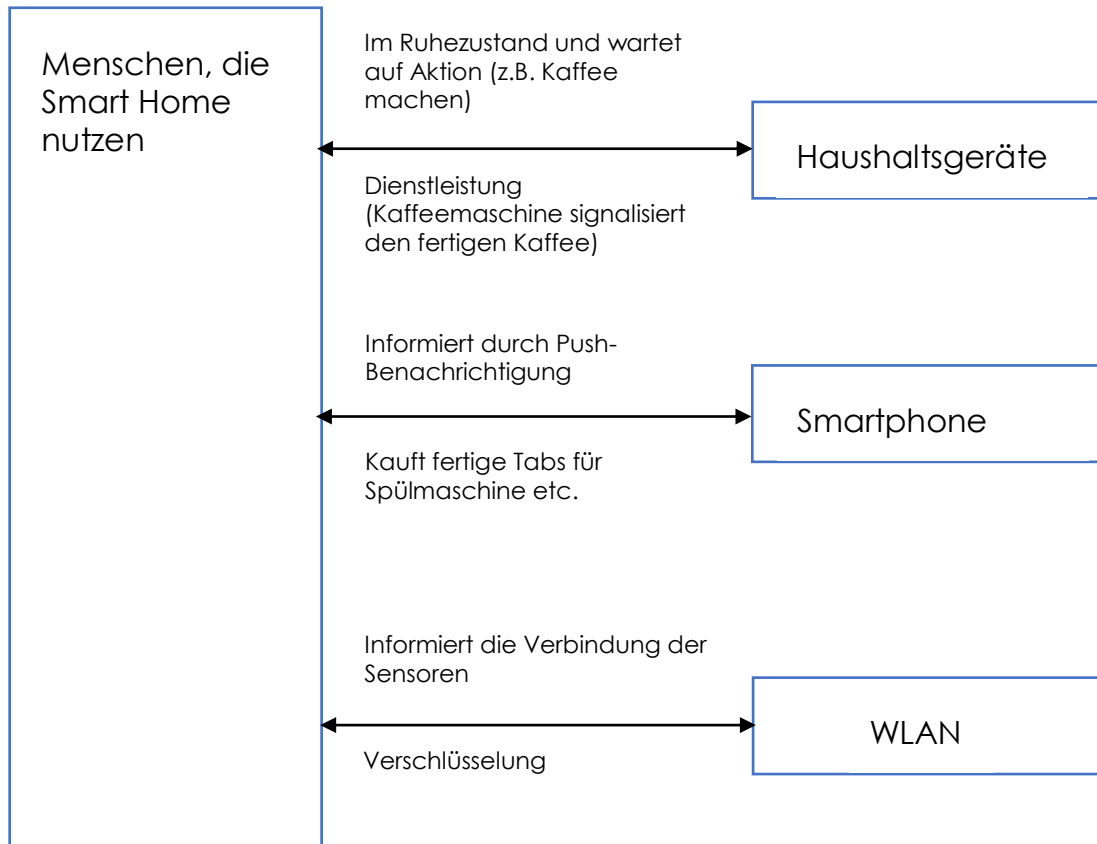 Menschen, die
Smart Home
nutzen
Im Ruhezustand und wartet
auf Aktion (z.B. Kaffee
machen)
Haushaltsgeräte
Dienstleistung
(Kaffeemaschine signalisiert
den fertigen Kaffee)
Informiert durch Push-
Benachrichtigung
Smartphone
Kauft fertige Tabs für
Spülmaschine etc.
Informiert die Verbindung der
Sensoren
WLAN
Verschlüsselung